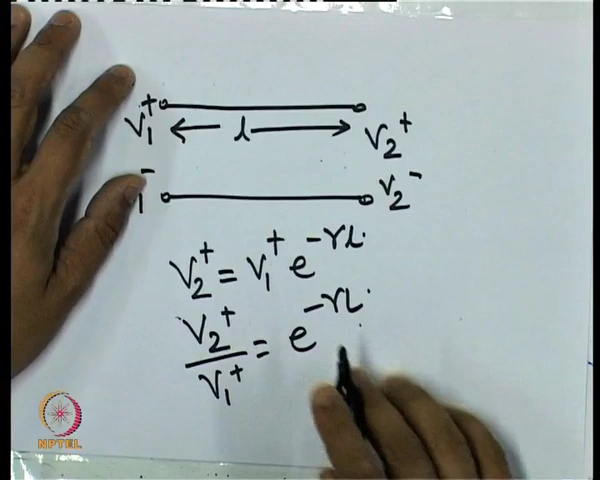 V₁⁺ ← l → V₂⁺
₁⁻ V₂⁻
V₂⁺ = V₁⁺ e^{-γl}
V₂⁺/V₁⁺ = e^{-γl}
NPTEL